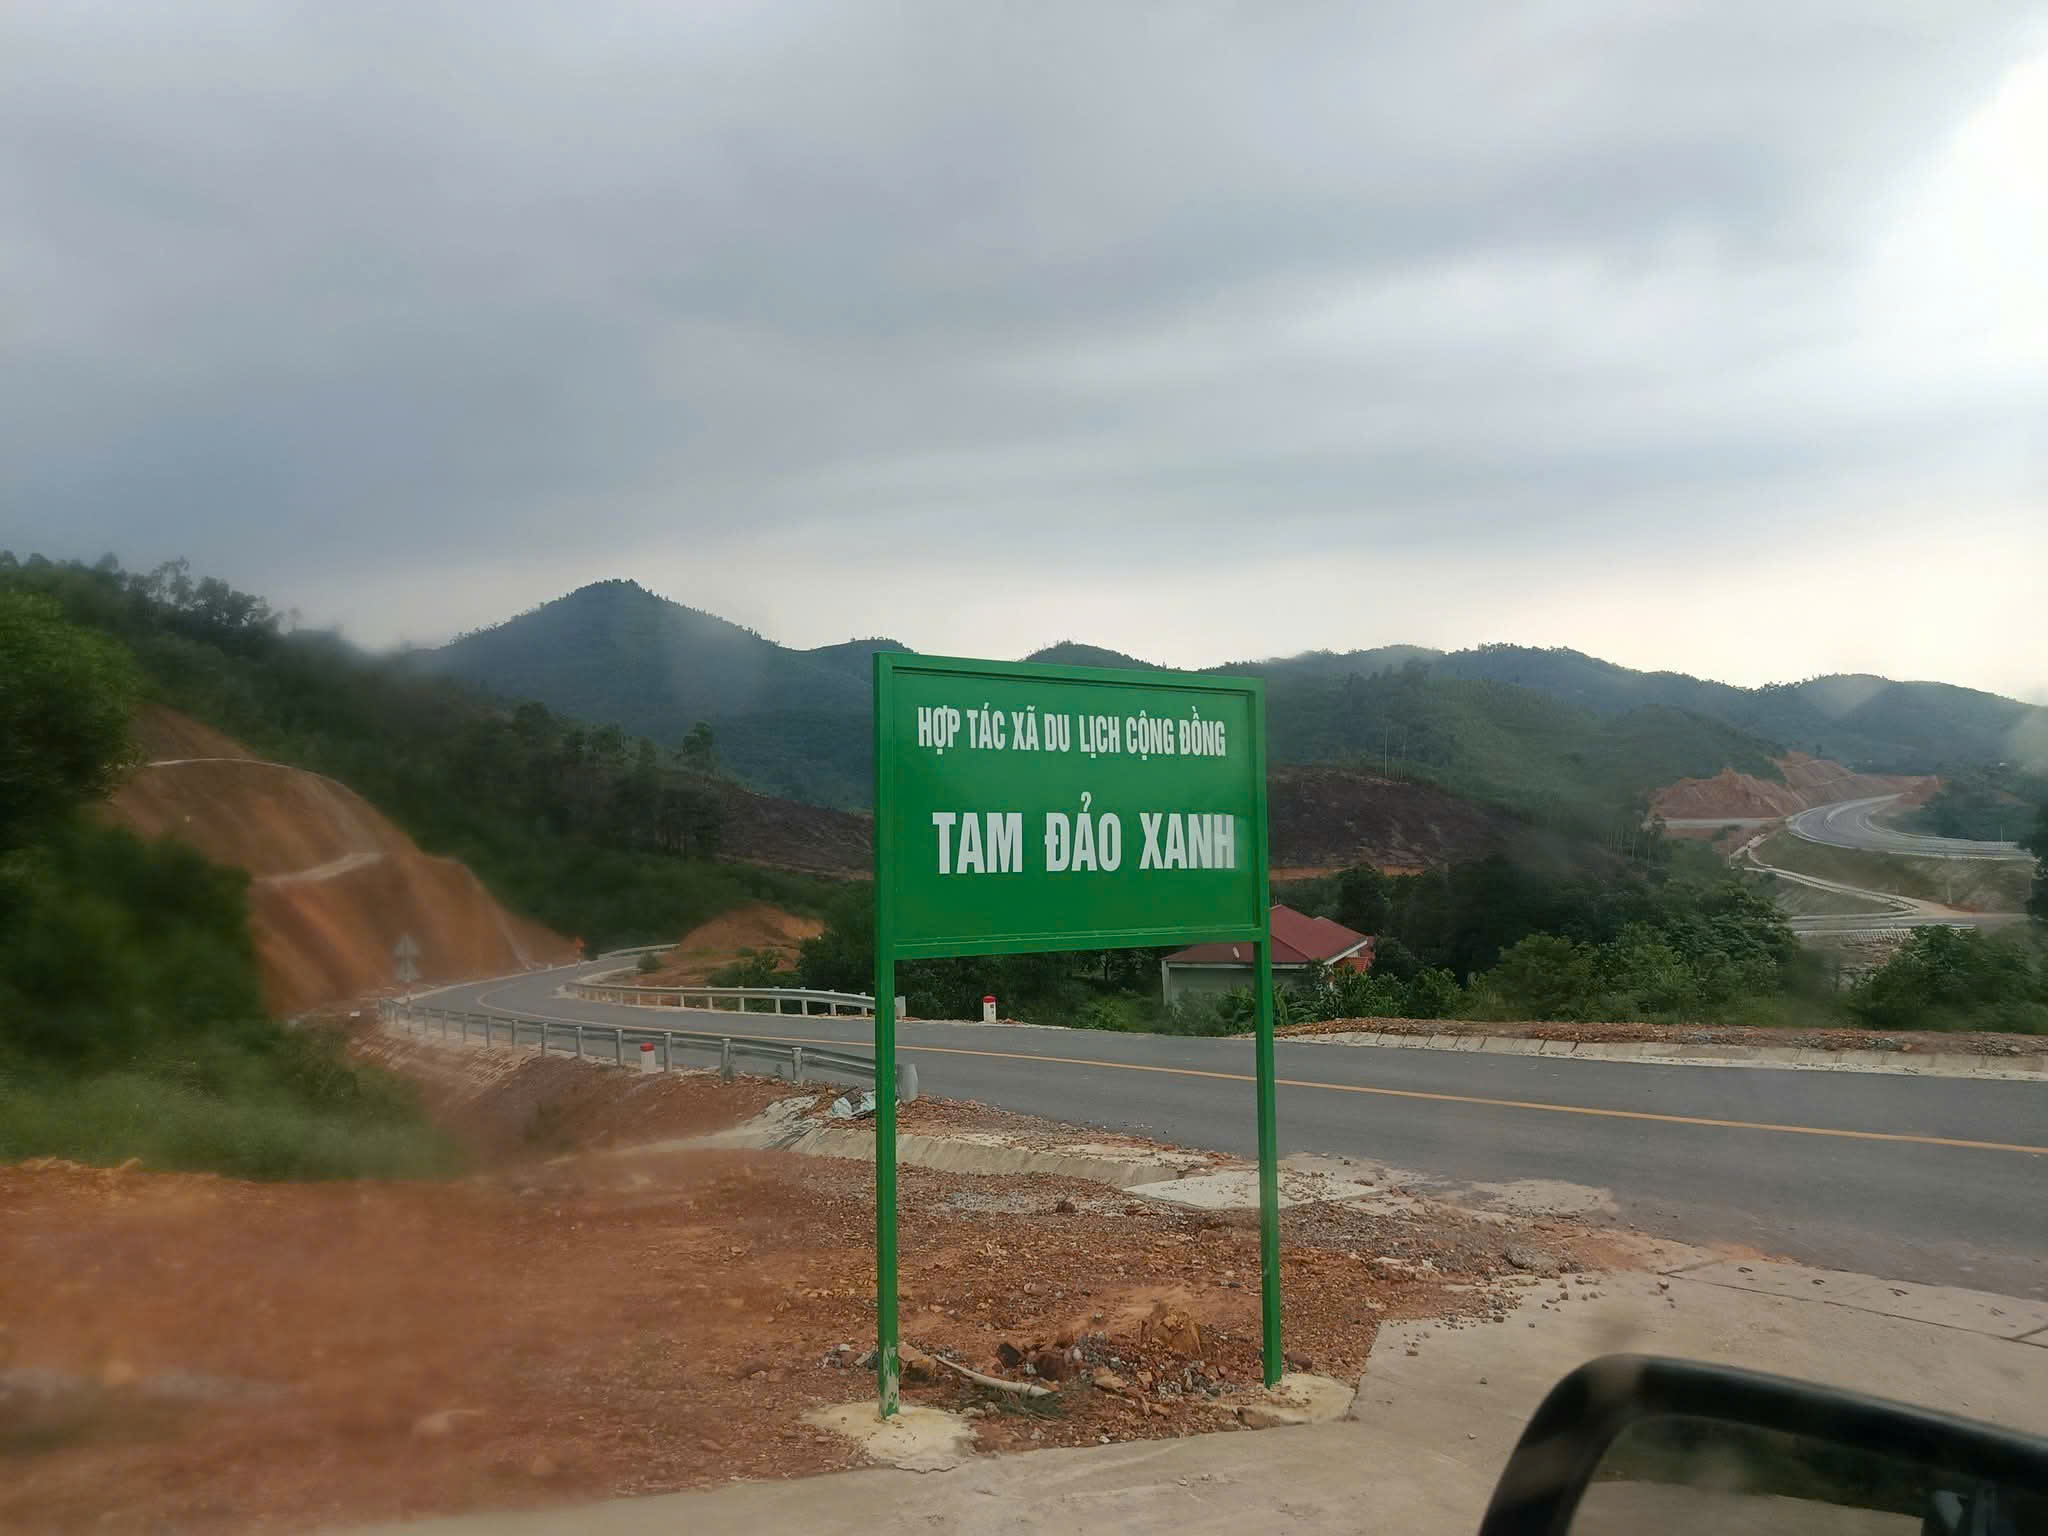 HỢP TÁC XÃ DU LỊCH CỘNG ĐỒNG
TAM ĐẢO XANH